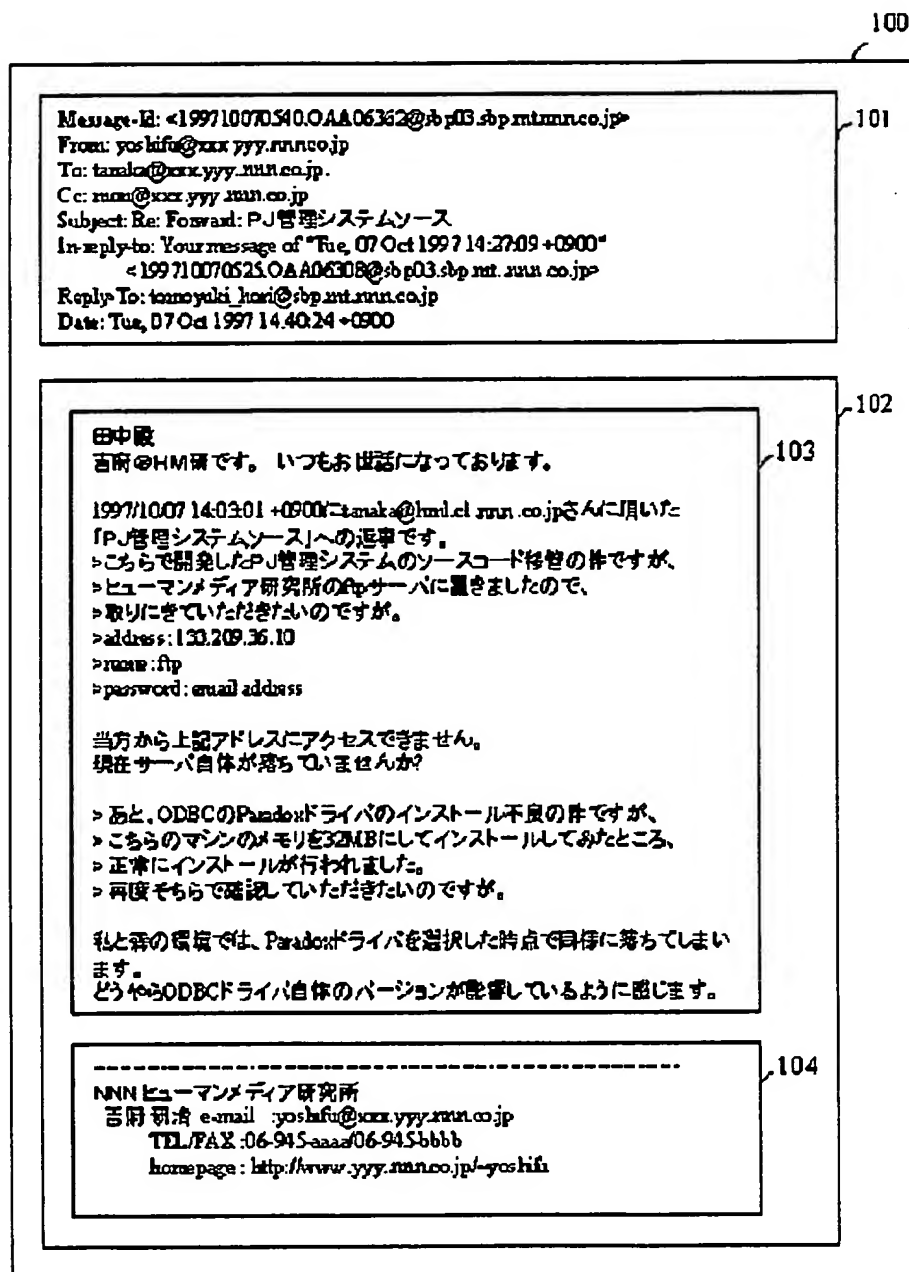 100
101
Message-Id: <199710070540.OAA06362@sbp03.sbp.mt.nnn.co.jp>
From: yoshifu@xxx.yyy.nnn.co.jp
To: tanaka@xxx.yyy.nnn.co.jp.
Cc: mori@xxx.yyy.nnn.co.jp
Subject: Re: Forward: PJ管理システムソース
In-reply-to: Your message of "Tue, 07 Oct 1997 14:27:09 +0900"
<199710070525.OAA06308@sbp03.sbp.mt.nnn.co.jp>
Reply-To: tomoyuki_hori@sbp.mt.nnn.co.jp
Date: Tue, 07 Oct 1997 14:40:24 +0900
102
103
田中殿
吉府@HM研です。 いつもお世話になっております。
1997/10/07 14:03:01 +0900にtanaka@hml.cl.nnn.co.jpさんに頂いた
「PJ管理システムソース」への返事です。
>こちらで開発したPJ管理システムのソースコード移管の件ですが、
>ヒューマンメディア研究所のftpサーバに置きましたので、
>取りにきていただきたいのですが。
>address:133.209.36.10
>name:ftp
>password: email address
当方から上記アドレスにアクセスできません。
現在サーバ自体が落ちていませんか?
> あと、ODBCのParadoxドライバのインストール不良の件ですが、
> こちらのマシンのメモリを32MBにしてインストールしてみたところ、
> 正常にインストールが行われました。
> 再度そちらで確認していただきたいのですが。
私と森の環境では、Paradoxドライバを選択した時点で同様に落ちてしまい
ます。
どうやらODBCドライバ自体のバージョンが影響しているように感じます。
104
NNNヒューマンメディア研究所
吉府 e-mail :yoshifu@xxx.yyy.nnn.co.jp
TEL/FAX :06-945-aaaa/06-945-bbbb
homepage : http://www.yyy.nnn.co.jp/~yoshifu